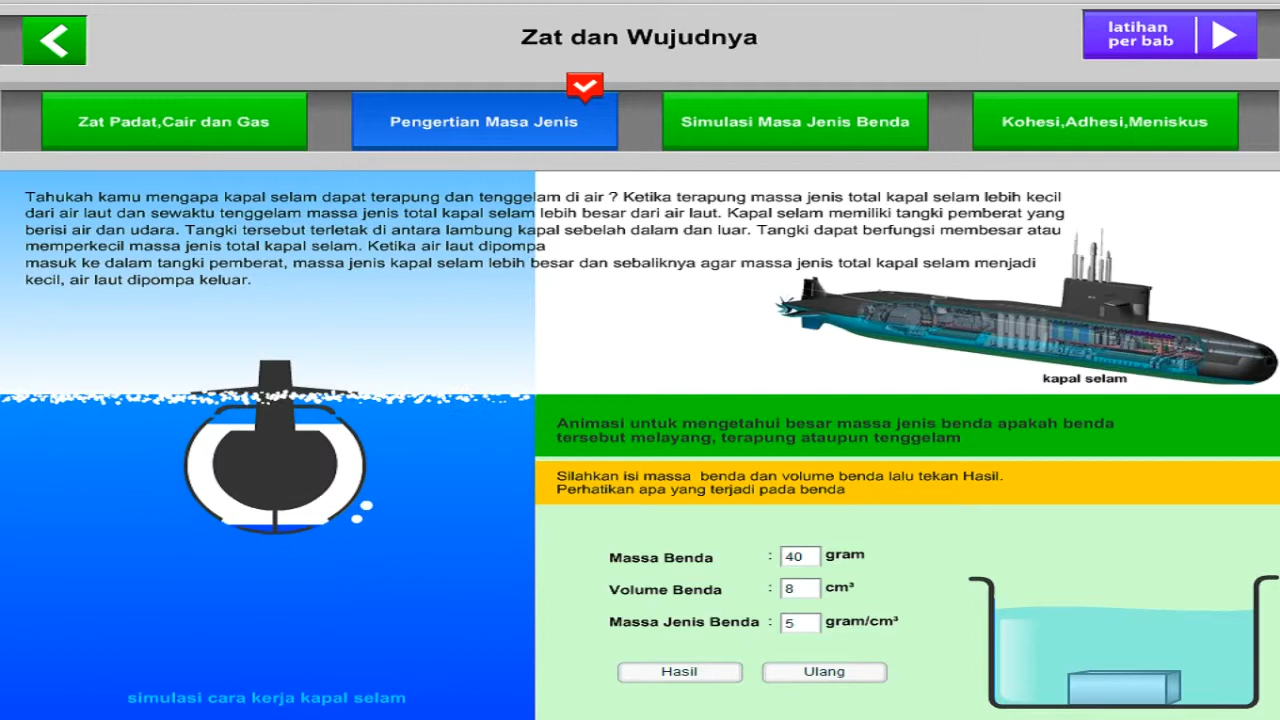 Zat dan Wujudnya
latihan
per bab
Zat Padat,Cair dan Gas
Pengertian Masa Jenis
Simulasi Masa Jenis Benda
Kohesi,Adhesi,Meniskus
Tahukah kamu mengapa kapal selam dapat terapung dan tenggelam di air ? Ketika terapung massa jenis total kapal selam lebih kecil
dari air laut dan sewaktu tenggelam massa jenis total kapal selam lebih besar dari air laut. Kapal selam memiliki tangki pemberat yang
berisi air dan udara. Tangki tersebut terletak di antara lambung kapal sebelah dalam dan luar. Tangki dapat berfungsi membesar atau
memperkecil massa jenis total kapal selam. Ketika air laut dipompa
masuk ke dalam tangki pemberat, massa jenis kapal selam lebih besar dan sebaliknya agar massa jenis total kapal selam menjadi
kecil, air laut dipompa keluar.
kapal selam
Animasi untuk mengetahui besar massa jenis benda apakah benda
tersebut melayang, terapung ataupun tenggelam
Silahkan isi massa benda dan volume benda lalu tekan Hasil.
Perhatikan apa yang terjadi pada benda
Massa Benda : 40 gram
Volume Benda : 8 cm³
Massa Jenis Benda : 5 gram/cm³
Hasil
Ulang
simulasi cara kerja kapal selam